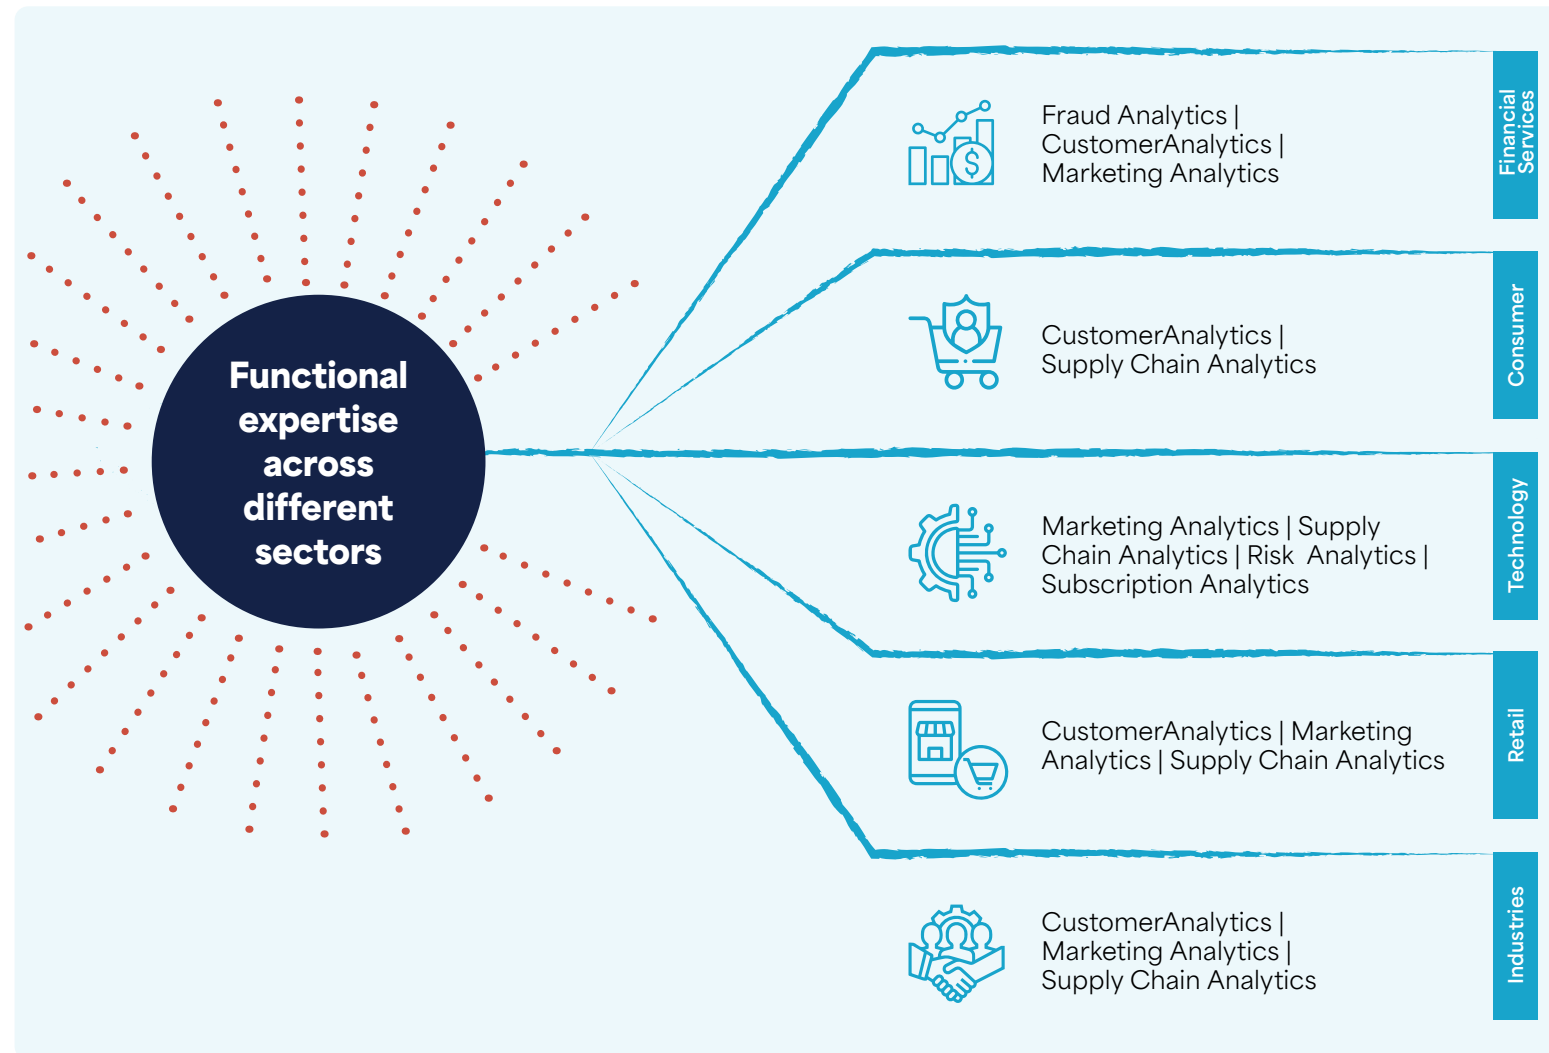 Functional
expertise
across
different
sectors
Fraud Analytics |
CustomerAnalytics |
Marketing Analytics
Financial
Services
CustomerAnalytics |
Supply Chain Analytics
Consumer
Marketing Analytics | Supply
Chain Analytics | Risk  Analytics |
Subscription Analytics
Technology
CustomerAnalytics | Marketing
Analytics | Supply Chain Analytics
Retail
CustomerAnalytics |
Marketing Analytics |
Supply Chain Analytics
Industries